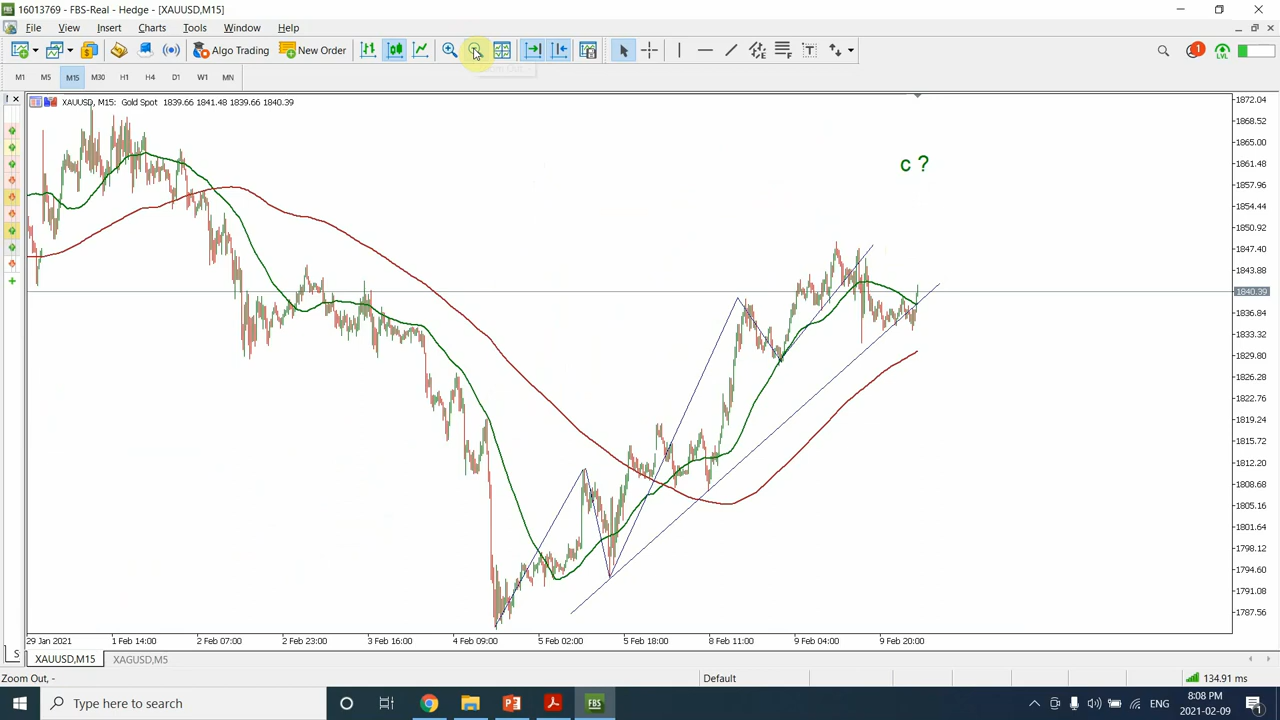 16013769 - FBS-Real - Hedge - [XAUUSD,M15]
File View Insert Charts Tools Window Help
Algo Trading New Order 1 LVL
M1 M5 M15 M30 H1 H4 D1 W1 MN
XAUUSD, M15: Gold Spot 1839.66 1841.48 1839.66 1840.39
c ?
1872.04
1868.52
1865.00
1861.48
1857.96
1854.44
1850.92
1847.40
1843.88
1840.39
1836.84
1833.32
1829.80
1826.28
1822.76
1819.24
1815.72
1812.20
1808.68
1805.16
1801.64
1798.12
1794.60
1791.08
1787.56
29 Jan 2021 1 Feb 14:00 2 Feb 07:00 2 Feb 23:00 3 Feb 16:00 4 Feb 09:00 5 Feb 02:00 5 Feb 18:00 8 Feb 11:00 9 Feb 04:00 9 Feb 20:00
S XAUUSD,M15 XAGUSD,M5
Zoom Out, - Default 134.91 ms
Type here to search FBS ENG 8:08 PM
2021-02-09 1